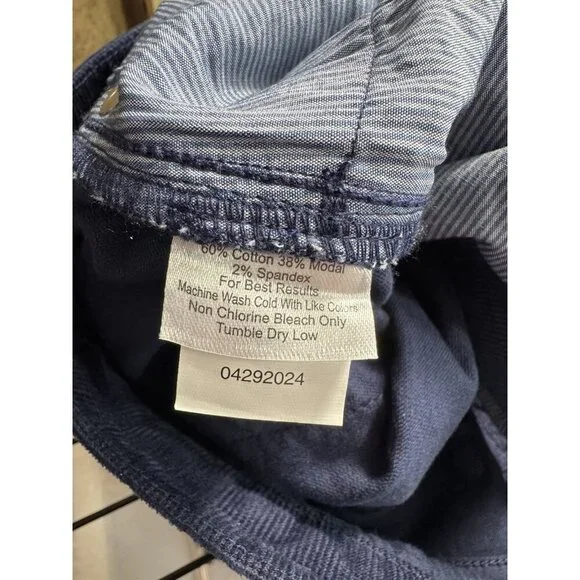 60% Cotton 38% Modal
2% Spandex
For Best Results
Machine Wash Cold With Like Colors
Non Chlorine Bleach Only
Tumble Dry Low
04292024